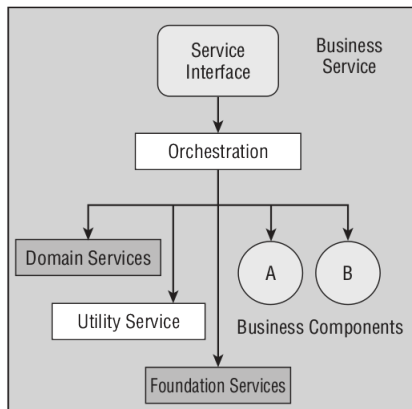 Service
Interface
Business
Service
Orchestration
Domain Services
A
B
Utility Service
Business Components
Foundation Services